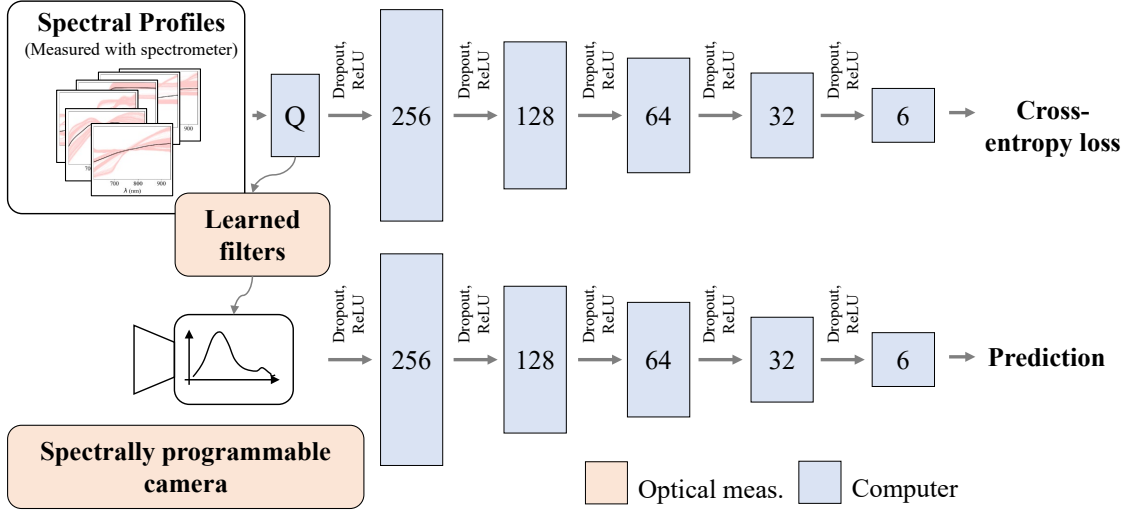 Spectral Profiles
(Measured with spectrometer)
900
700 800 900
λ (nm)
Q
Dropout,
ReLU
256
Dropout,
ReLU
128
Dropout,
ReLU
64
Dropout,
ReLU
32
Dropout,
ReLU
6
Cross-
entropy loss
Learned
filters
Dropout,
ReLU
256
Dropout,
ReLU
128
Dropout,
ReLU
64
Dropout,
ReLU
32
Dropout,
ReLU
6
Prediction
Spectrally programmable
camera
Optical meas.
Computer